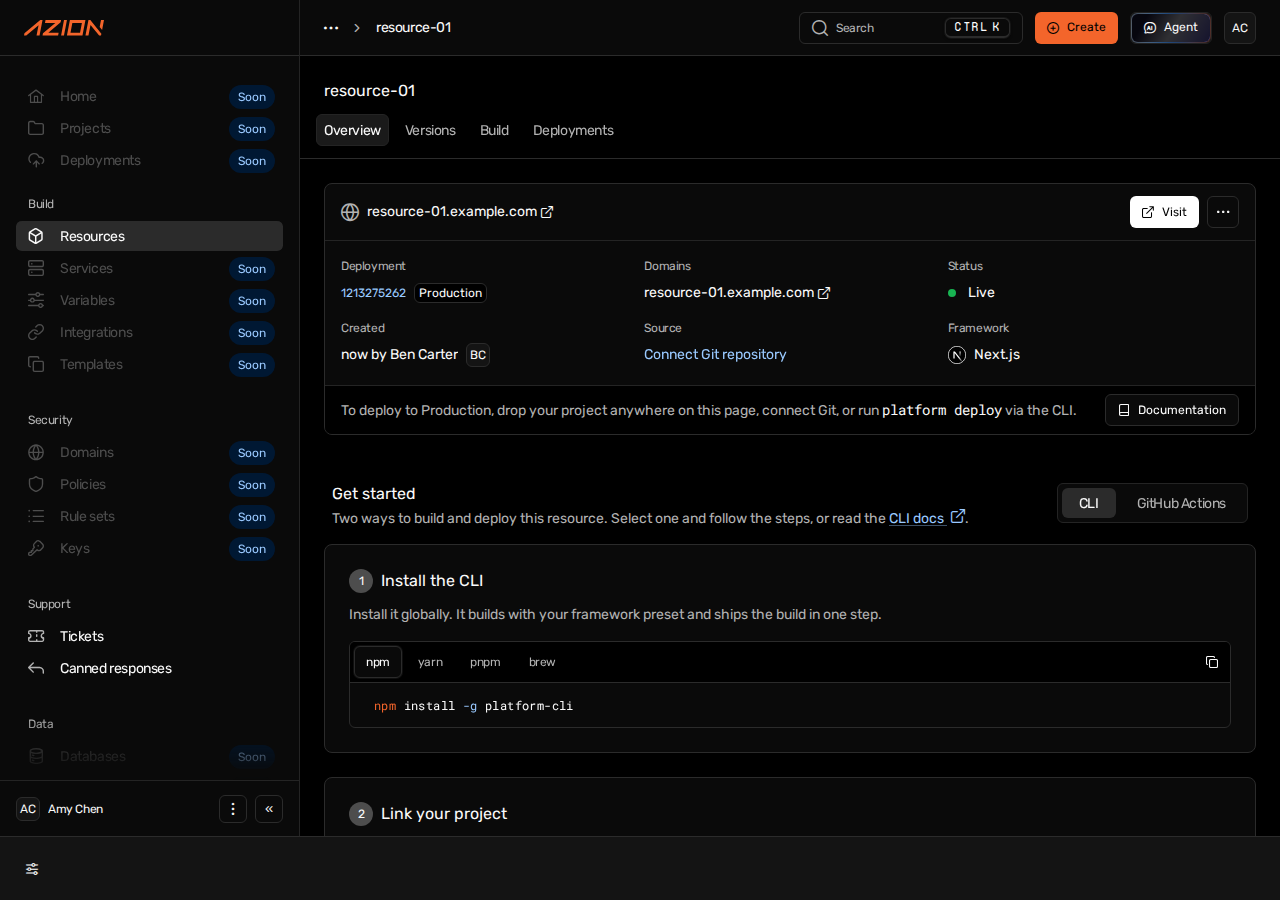 AZION
resource-01
Search CTRL K
Create
AI Agent
AC
Home Soon
Projects Soon
Deployments Soon
Build
Resources
Services Soon
Variables Soon
Integrations Soon
Templates Soon
Security
Domains Soon
Policies Soon
Rule sets Soon
Keys Soon
Support
Tickets
Canned responses
Data
Databases Soon
AC Amy Chen
resource-01
Overview Versions Build Deployments
resource-01.example.com
Visit
Deployment Domains Status
1213275262 Production resource-01.example.com Live
Created Source Framework
now by Ben Carter BC Connect Git repository N Next.js
To deploy to Production, drop your project anywhere on this page, connect Git, or run platform deploy via the CLI.
Documentation
Get started
Two ways to build and deploy this resource. Select one and follow the steps, or read the CLI docs .
CLI GitHub Actions
1 Install the CLI
Install it globally. It builds with your framework preset and ships the build in one step.
npm yarn pnpm brew
npm install -g platform-cli
2 Link your project